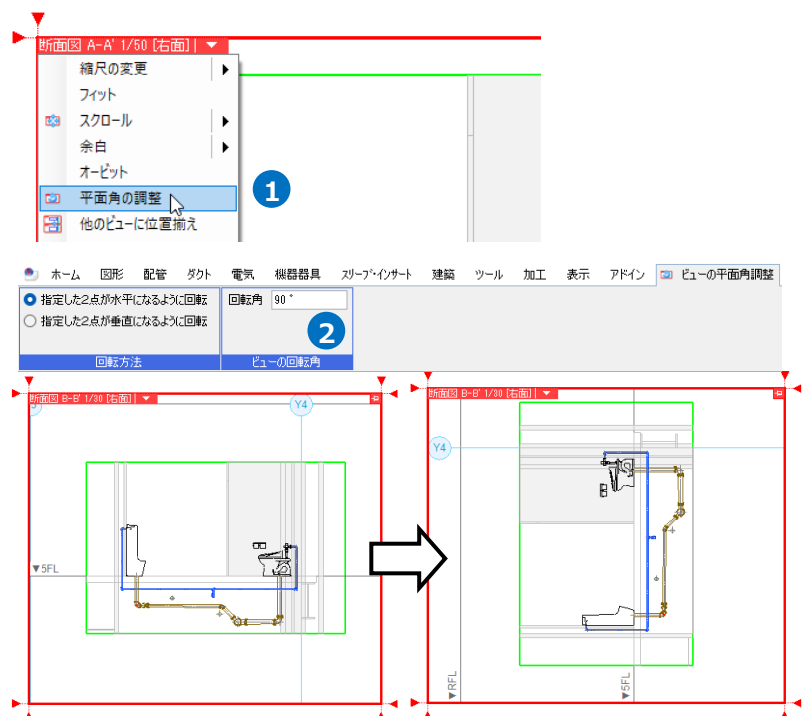 断面図 A-A' 1/50 [右面]
縮尺の変更
フィット
スクロール
余白
オービット
平面角の調整
他のビューに位置揃え
1
ホーム 図形 配管 ダクト 電気 機器器具 スリーブ・インサート 建築 ツール 加工 表示 アドイン ビューの平面角調整
指定した2点が水平になるように回転
指定した2点が垂直になるように回転
回転方法
回転角 90 °
2
ビューの回転角
断面図 B-B' 1/30 [右面]
Y4
▼5FL
断面図 B-B' 1/30 [右面]
Y4
▼RFL
▼5FL